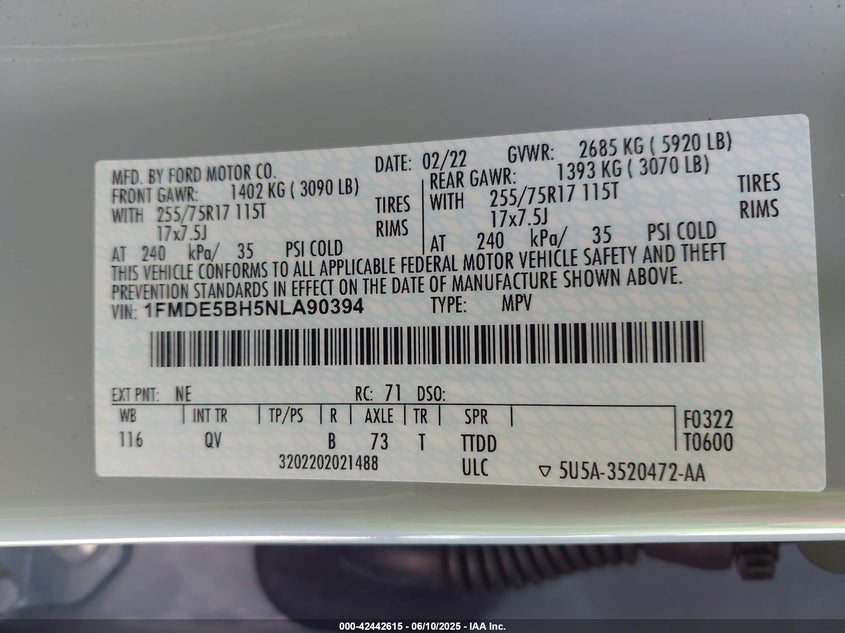 MFD. BY FORD MOTOR CO. DATE: 02/22 GVWR: 2685 KG ( 5920 LB)
FRONT GAWR: 1402 KG ( 3090 LB) REAR GAWR: 1393 KG ( 3070 LB)
WITH 255/75R17 115T TIRES WITH 255/75R17 115T TIRES
17x7.5J RIMS 17x7.5J RIMS
AT 240 kPa/ 35 PSI COLD AT 240 kPa/ 35 PSI COLD
THIS VEHICLE CONFORMS TO ALL APPLICABLE FEDERAL MOTOR VEHICLE SAFETY AND THEFT
PREVENTION STANDARDS IN EFFECT ON THE DATE OF MANUFACTURE SHOWN ABOVE.
VIN: 1FMDE5BH5NLA90394 TYPE: MPV
EXT PNT: NE RC: 71 DSO:
WB INT TR TP/PS R AXLE TR SPR F0322
116 QV B 73 T TTDD T0600
3202202021488 ULC ▽ 5U5A-3520472-AA
000-42442615 - 06/10/2025 - IAA Inc.